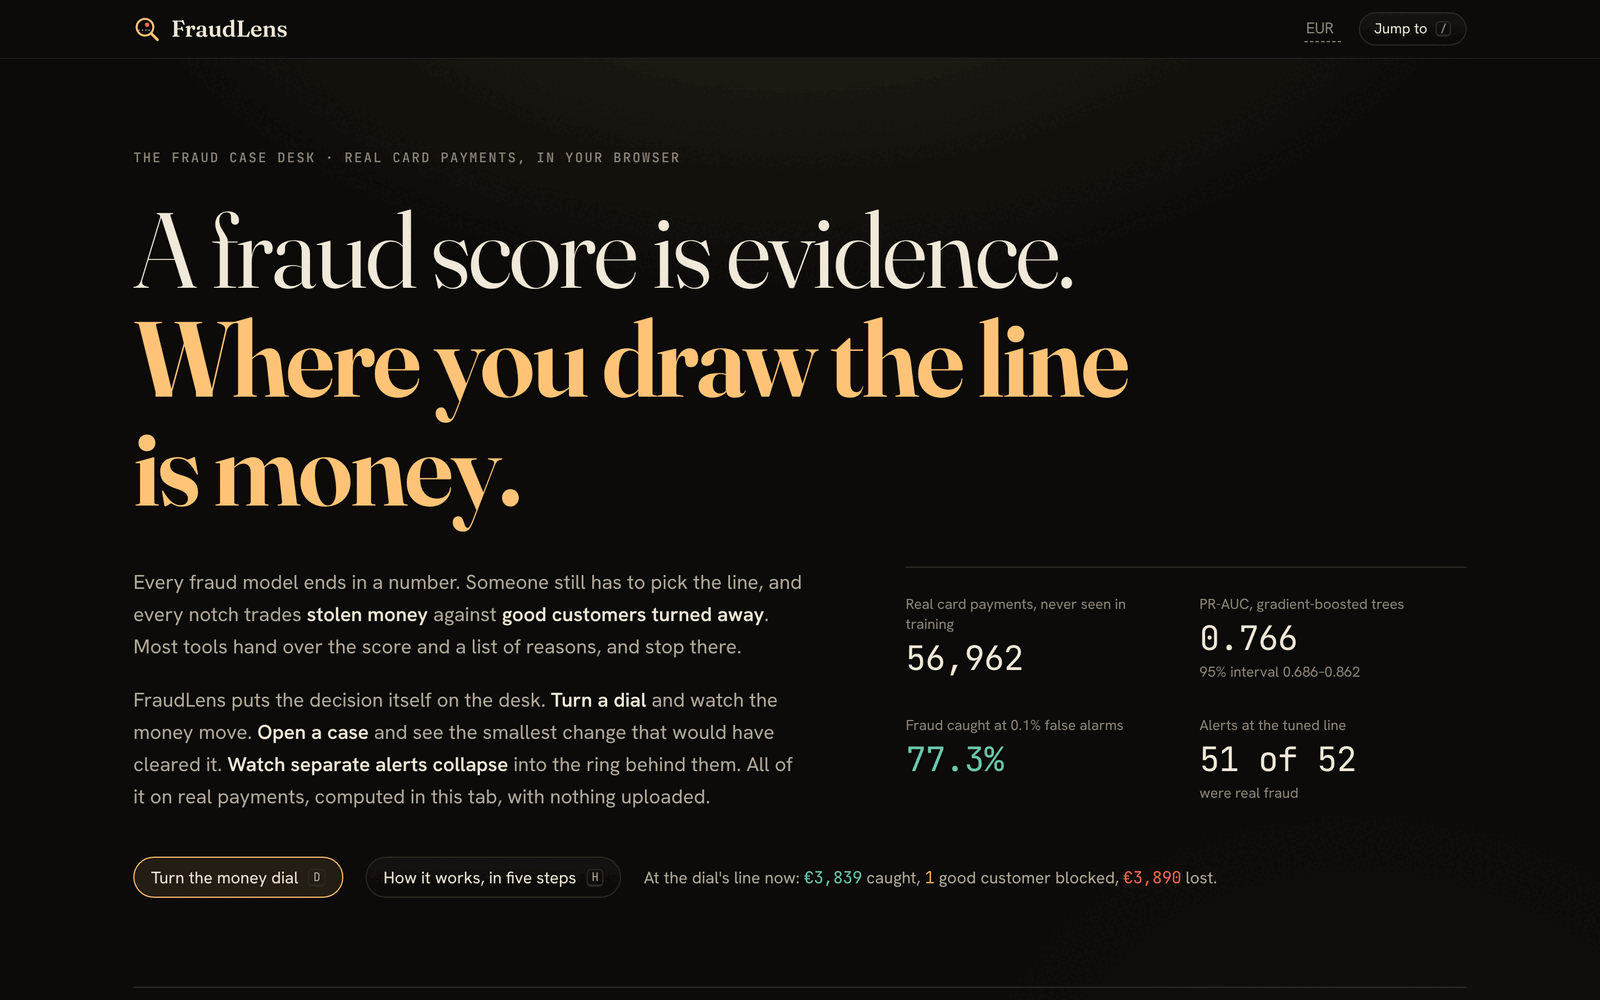 FraudLens
EUR
Jump to /
THE FRAUD CASE DESK · REAL CARD PAYMENTS, IN YOUR BROWSER
A fraud score is evidence.
Where you draw the line
is money.
Every fraud model ends in a number. Someone still has to pick the line, and
every notch trades stolen money against good customers turned away.
Most tools hand over the score and a list of reasons, and stop there.
FraudLens puts the decision itself on the desk. Turn a dial and watch the
money move. Open a case and see the smallest change that would have
cleared it. Watch separate alerts collapse into the ring behind them. All of
it on real payments, computed in this tab, with nothing uploaded.
Real card payments, never seen in
training
56,962
PR-AUC, gradient-boosted trees
0.766
95% interval 0.686–0.862
Fraud caught at 0.1% false alarms
77.3%
Alerts at the tuned line
51 of 52
were real fraud
Turn the money dial D
How it works, in five steps H
At the dial's line now: €3,839 caught, 1 good customer blocked, €3,890 lost.